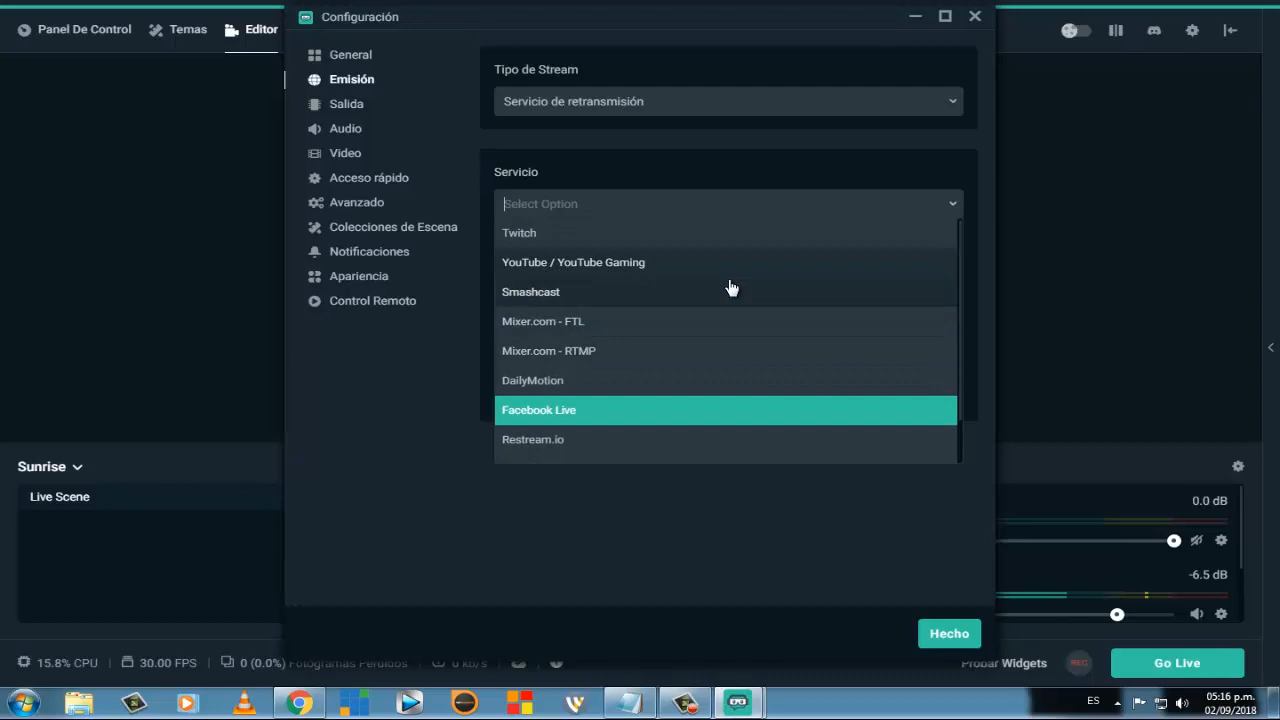 Configuración
Panel De Control
Temas
Editor
General
Emisión
Salida
Audio
Video
Acceso rápido
Avanzado
Colecciones de Escena
Notificaciones
Apariencia
Control Remoto
Tipo de Stream
Servicio de retransmisión
Servicio
Select Option
Twitch
YouTube / YouTube Gaming
Smashcast
Mixer.com - FTL
Mixer.com - RTMP
DailyMotion
Facebook Live
Restream.io
Sunrise
Live Scene
0.0 dB
-6.5 dB
Hecho
15.8% CPU
30.00 FPS
0 (0.0%) Fotogramas Perdidos
0 kb/s
Probar Widgets
REC
Go Live
ES
05:16 p.m.
02/09/2018